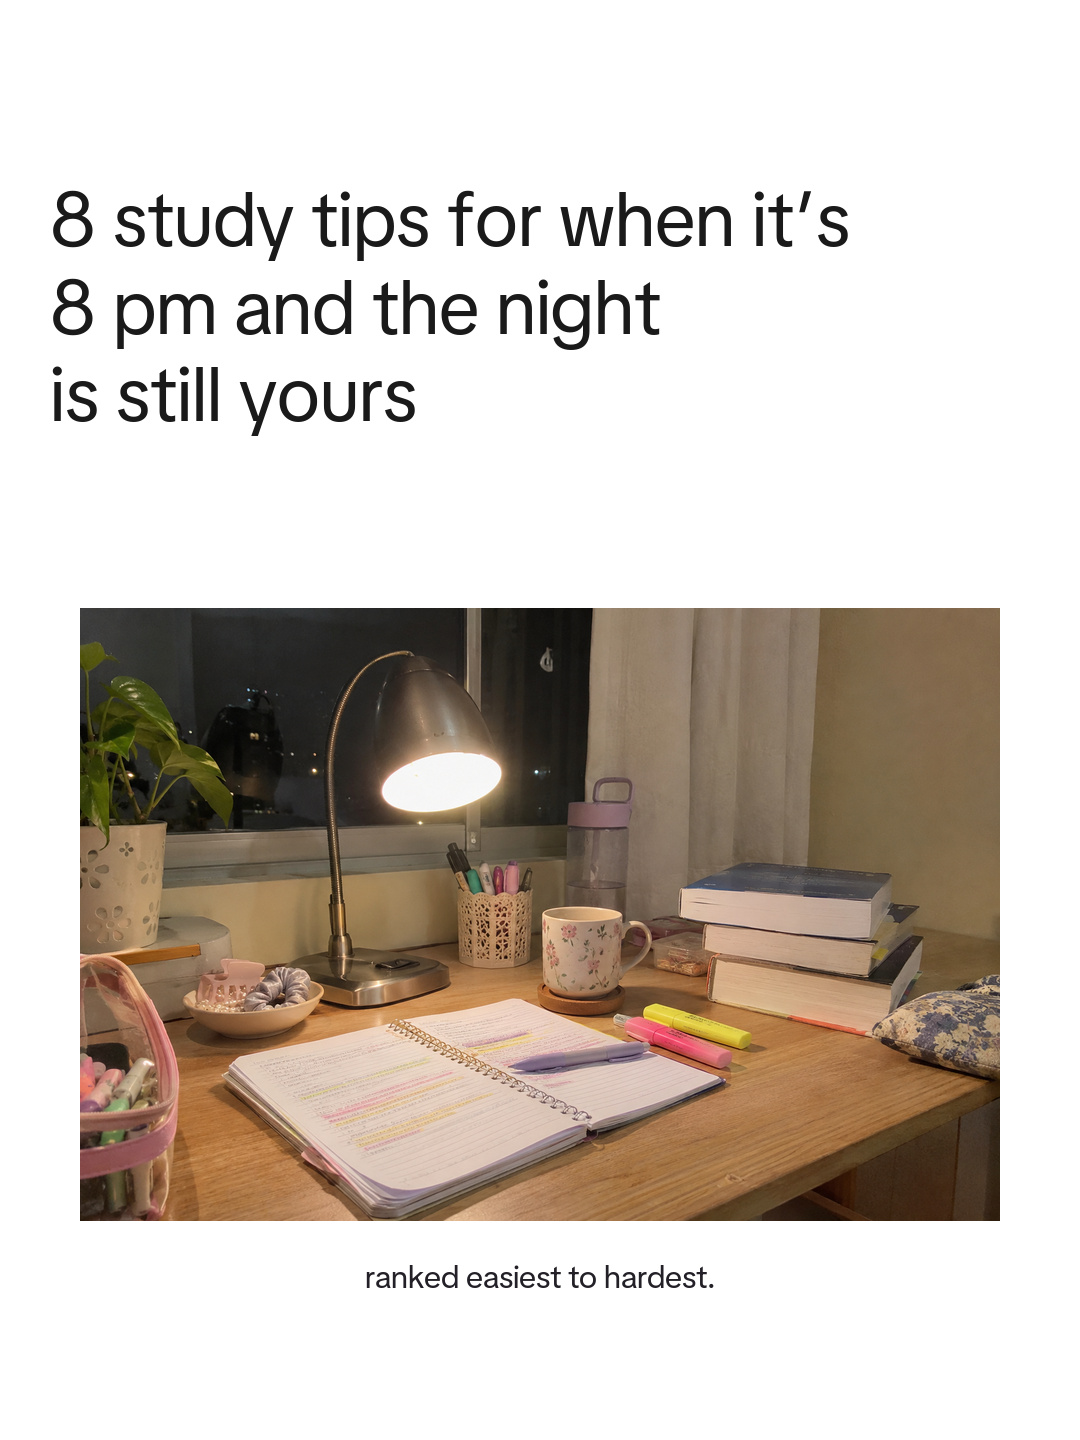 8 study tips for when it’s
8 pm and the night
is still yours
ranked easiest to hardest.